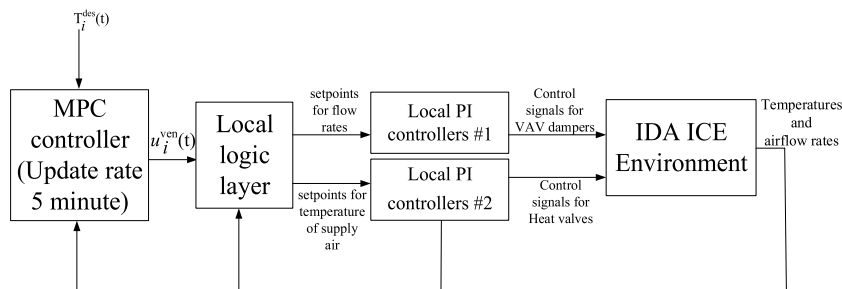 T_i^des(t)
MPC
controller
(Update rate
5 minute)
u_i^ven(t)
Local
logic
layer
setpoints
for flow
rates
setpoints for
temperature
of supply
air
Local PI
controllers #1
Local PI
controllers #2
Control
signals for
VAV dampers
Control
signals for
Heat valves
IDA ICE
Environment
Temperatures
and
airflow rates